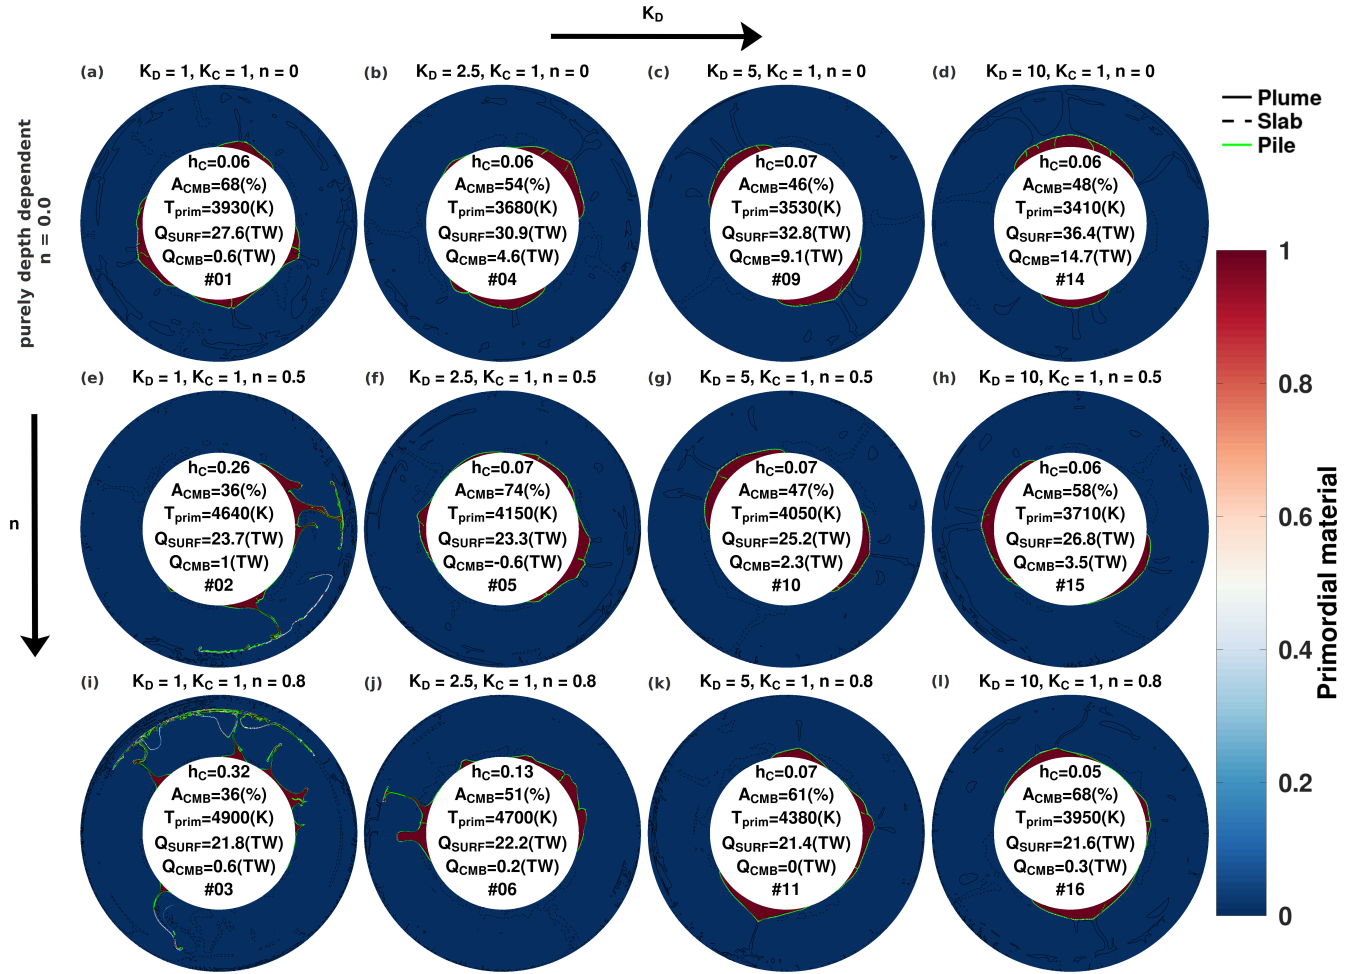 K_D
(a) K_D = 1, K_C = 1, n = 0
(b) K_D = 2.5, K_C = 1, n = 0
(c) K_D = 5, K_C = 1, n = 0
(d) K_D = 10, K_C = 1, n = 0
Plume
Slab
Pile
purely depth dependent
n = 0.0
h_C=0.06
A_CMB=68(%)
T_prim=3930(K)
Q_SURF=27.6(TW)
Q_CMB=0.6(TW)
#01
h_C=0.06
A_CMB=54(%)
T_prim=3680(K)
Q_SURF=30.9(TW)
Q_CMB=4.6(TW)
#04
h_C=0.07
A_CMB=46(%)
T_prim=3530(K)
Q_SURF=32.8(TW)
Q_CMB=9.1(TW)
#09
h_C=0.06
A_CMB=48(%)
T_prim=3410(K)
Q_SURF=36.4(TW)
Q_CMB=14.7(TW)
#14
(e) K_D = 1, K_C = 1, n = 0.5
(f) K_D = 2.5, K_C = 1, n = 0.5
(g) K_D = 5, K_C = 1, n = 0.5
(h) K_D = 10, K_C = 1, n = 0.5
n
h_C=0.26
A_CMB=36(%)
T_prim=4640(K)
Q_SURF=23.7(TW)
Q_CMB=1(TW)
#02
h_C=0.07
A_CMB=74(%)
T_prim=4150(K)
Q_SURF=23.3(TW)
Q_CMB=-0.6(TW)
#05
h_C=0.07
A_CMB=47(%)
T_prim=4050(K)
Q_SURF=25.2(TW)
Q_CMB=2.3(TW)
#10
h_C=0.06
A_CMB=58(%)
T_prim=3710(K)
Q_SURF=26.8(TW)
Q_CMB=3.5(TW)
#15
(i) K_D = 1, K_C = 1, n = 0.8
(j) K_D = 2.5, K_C = 1, n = 0.8
(k) K_D = 5, K_C = 1, n = 0.8
(l) K_D = 10, K_C = 1, n = 0.8
h_C=0.32
A_CMB=36(%)
T_prim=4900(K)
Q_SURF=21.8(TW)
Q_CMB=0.6(TW)
#03
h_C=0.13
A_CMB=51(%)
T_prim=4700(K)
Q_SURF=22.2(TW)
Q_CMB=0.2(TW)
#06
h_C=0.07
A_CMB=61(%)
T_prim=4380(K)
Q_SURF=21.4(TW)
Q_CMB=0(TW)
#11
h_C=0.05
A_CMB=68(%)
T_prim=3950(K)
Q_SURF=21.6(TW)
Q_CMB=0.3(TW)
#16
1
0.8
0.6
0.4
0.2
0
Primordial material